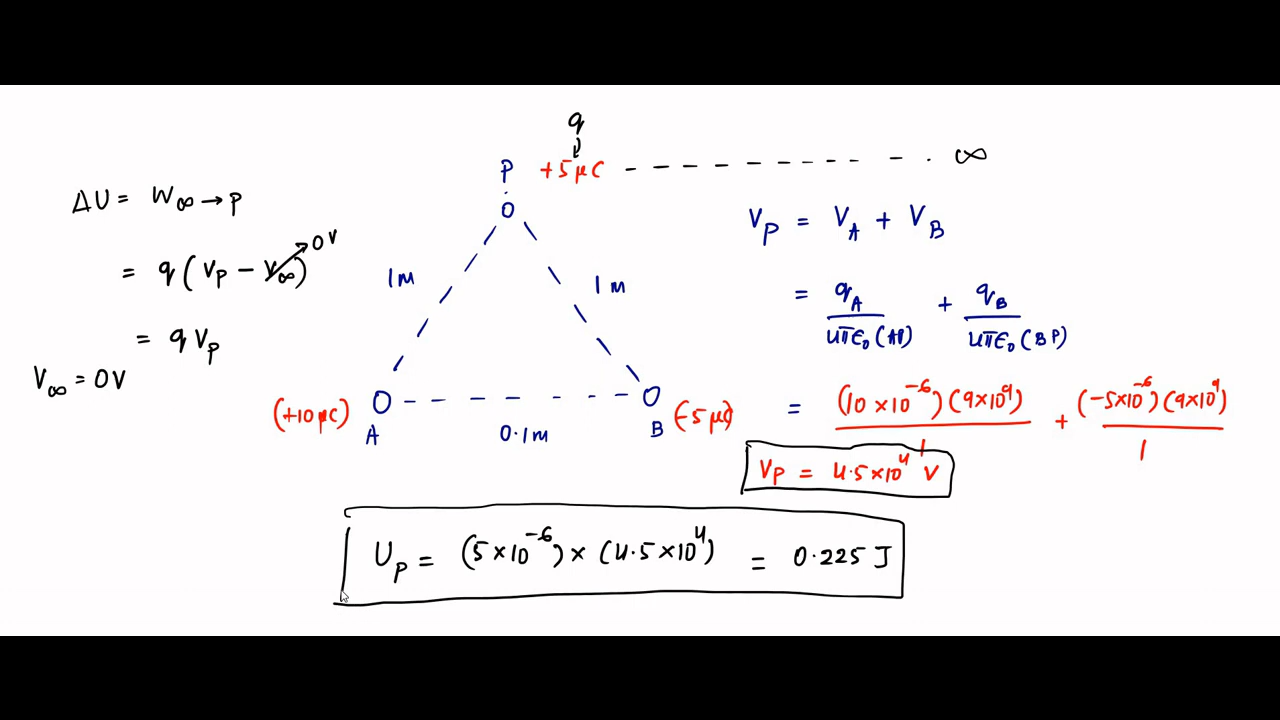 q
P +5μC ∞
ΔU = W∞→P
= q(VP − V∞) 0V
= qVP
V∞ = 0V
1m
1m
(+10μC)
A
0.1m
B
(-5μC)
VP = VA + VB
= qA/4πϵ0(AP) + qB/4πϵ0(BP)
= (10×10⁻⁶)(9×10⁹)/1 + (-5×10⁻⁶)(9×10⁹)/1
VP = 4.5×10⁴ V
UP = (5×10⁻⁶)×(4.5×10⁴) = 0.225 J